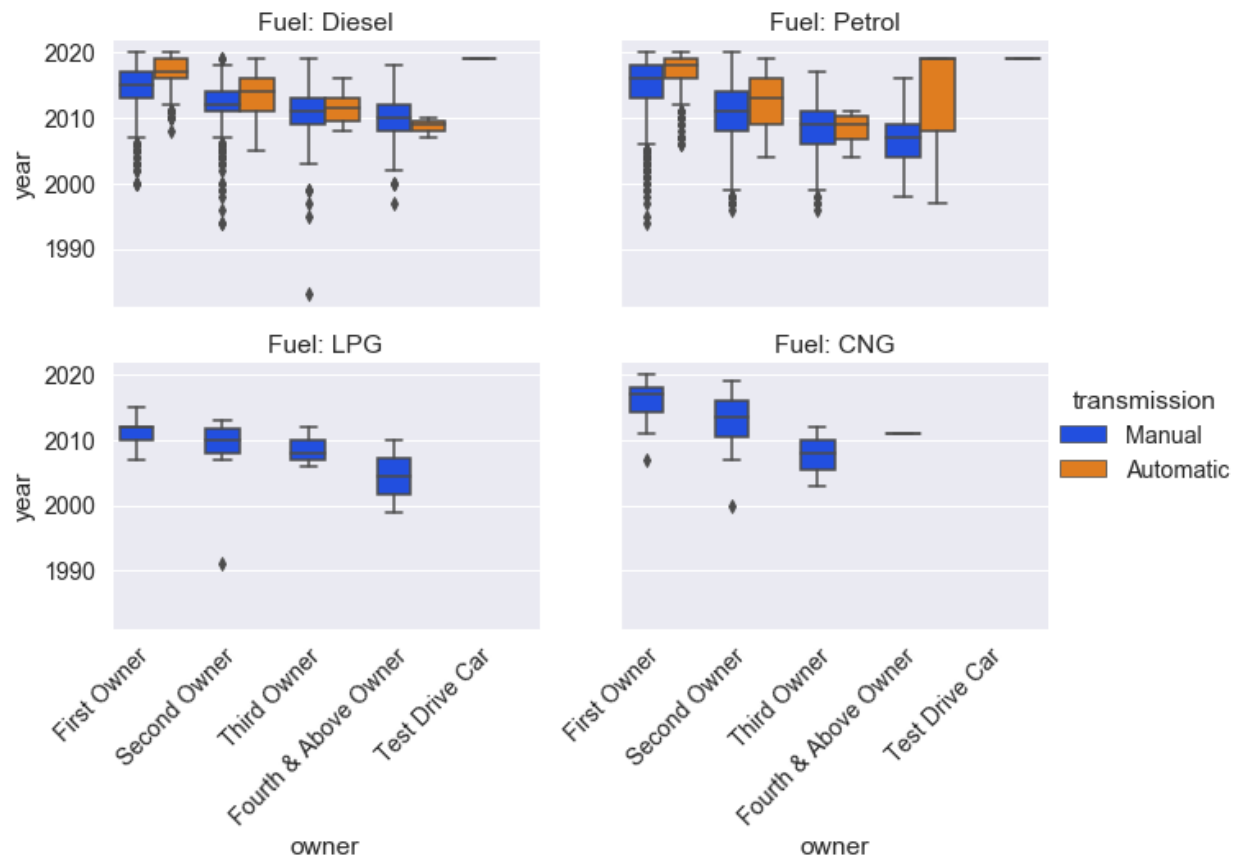 Fuel: Diesel
Fuel: Petrol
2020
2010
2000
1990
year
Fuel: LPG
Fuel: CNG
2020
2010
2000
1990
year
transmission
Manual
Automatic
First Owner
Second Owner
Third Owner
Fourth & Above Owner
Test Drive Car
owner
First Owner
Second Owner
Third Owner
Fourth & Above Owner
Test Drive Car
owner